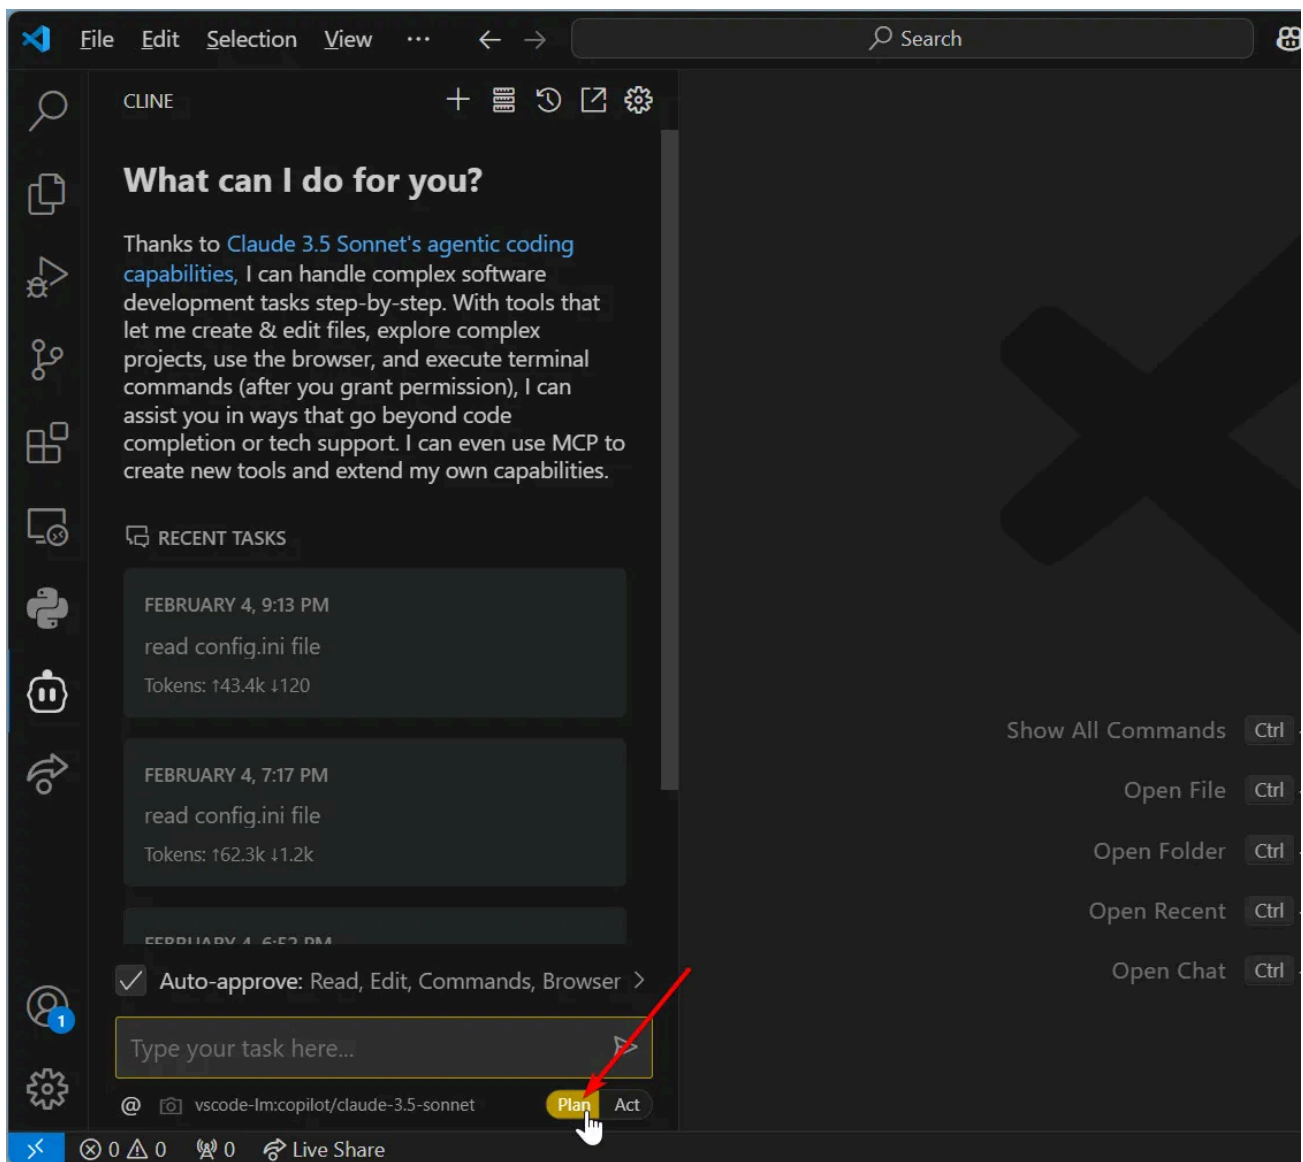 File Edit Selection View ··· Search
CLINE
What can I do for you?
Thanks to Claude 3.5 Sonnet's agentic coding
capabilities, I can handle complex software
development tasks step-by-step. With tools that
let me create & edit files, explore complex
projects, use the browser, and execute terminal
commands (after you grant permission), I can
assist you in ways that go beyond code
completion or tech support. I can even use MCP to
create new tools and extend my own capabilities.
RECENT TASKS
FEBRUARY 4, 9:13 PM
read config.ini file
Tokens: ↑43.4k ↓120
FEBRUARY 4, 7:17 PM
read config.ini file
Tokens: ↑62.3k ↓1.2k
FEBRUARY 4, 6:52 PM
Auto-approve: Read, Edit, Commands, Browser
Type your task here...
@ vscode-lm:copilot/claude-3.5-sonnet Plan Act
Show All Commands Ctrl
Open File Ctrl
Open Folder Ctrl
Open Recent Ctrl
Open Chat Ctrl
1
0 0 0 Live Share